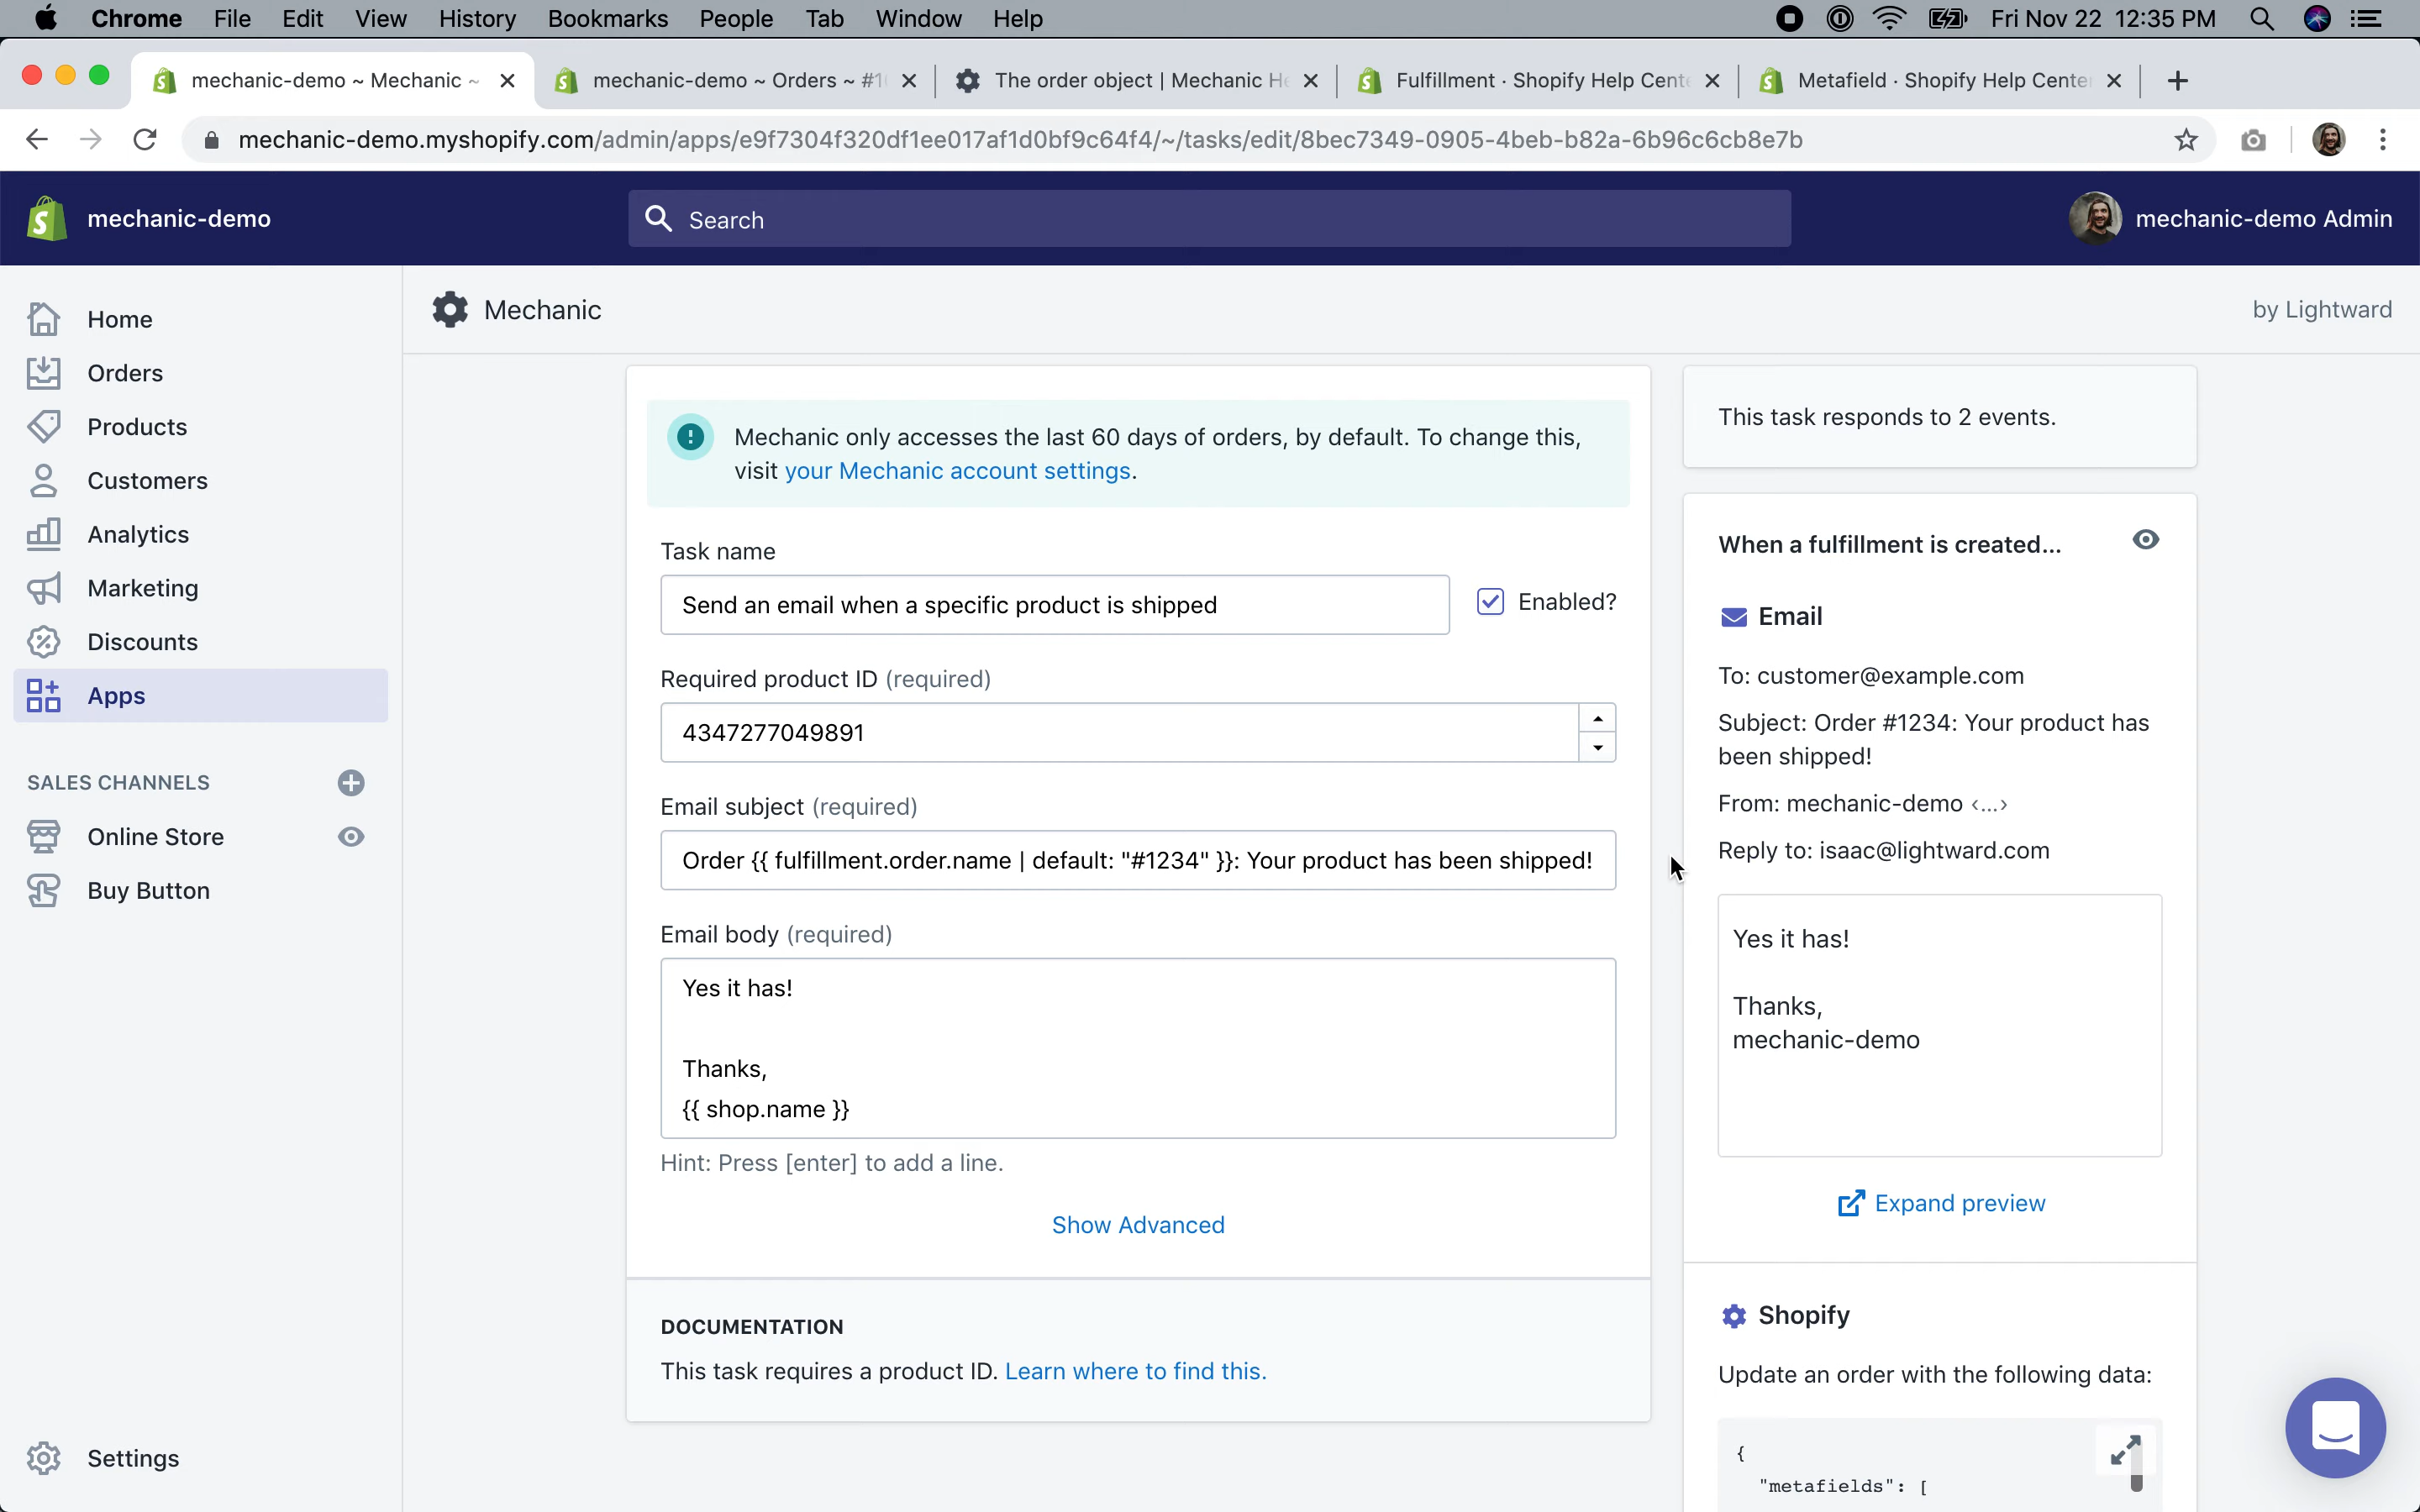 Chrome File Edit View History Bookmarks People Tab Window Help Fri Nov 22 12:35 PM
mechanic-demo ~ Mechanic ~ mechanic-demo ~ Orders ~ #1 The order object | Mechanic He Fulfillment · Shopify Help Cente Metafield · Shopify Help Center
mechanic-demo.myshopify.com/admin/apps/e9f7304f320df1ee017af1d0bf9c64f4/~/tasks/edit/8bec7349-0905-4beb-b82a-6b96c6cb8e7b
mechanic-demo
Search
mechanic-demo Admin
Home
Orders
Products
Customers
Analytics
Marketing
Discounts
Apps
SALES CHANNELS
Online Store
Buy Button
Settings
Mechanic
by Lightward
Mechanic only accesses the last 60 days of orders, by default. To change this,
visit your Mechanic account settings.
Task name
Send an email when a specific product is shipped
Enabled?
Required product ID (required)
4347277049891
Email subject (required)
Order {{ fulfillment.order.name | default: "#1234" }}: Your product has been shipped!
Email body (required)
Yes it has!
Thanks,
{{ shop.name }}
Hint: Press [enter] to add a line.
Show Advanced
DOCUMENTATION
This task requires a product ID. Learn where to find this.
This task responds to 2 events.
When a fulfillment is created...
Email
To: customer@example.com
Subject: Order #1234: Your product has
been shipped!
From: mechanic-demo <...>
Reply to: isaac@lightward.com
Yes it has!
Thanks,
mechanic-demo
Expand preview
Shopify
Update an order with the following data:
{
"metafields": [